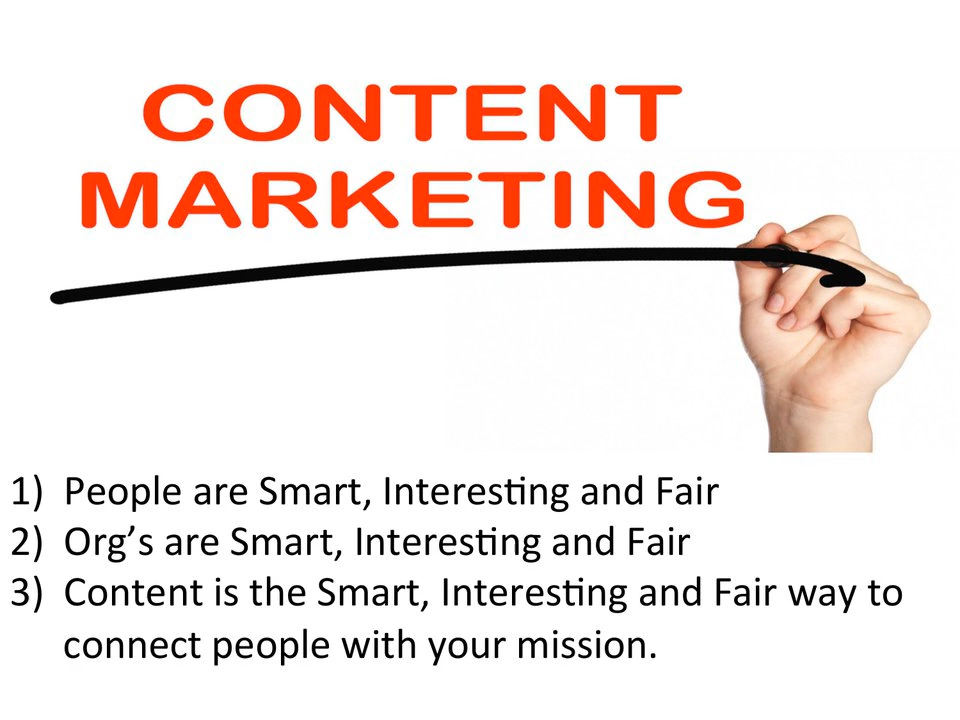 CONTENT
MARKETING
1) People are Smart, Interesting and Fair
2) Org’s are Smart, Interesting and Fair
3) Content is the Smart, Interesting and Fair way to
connect people with your mission.